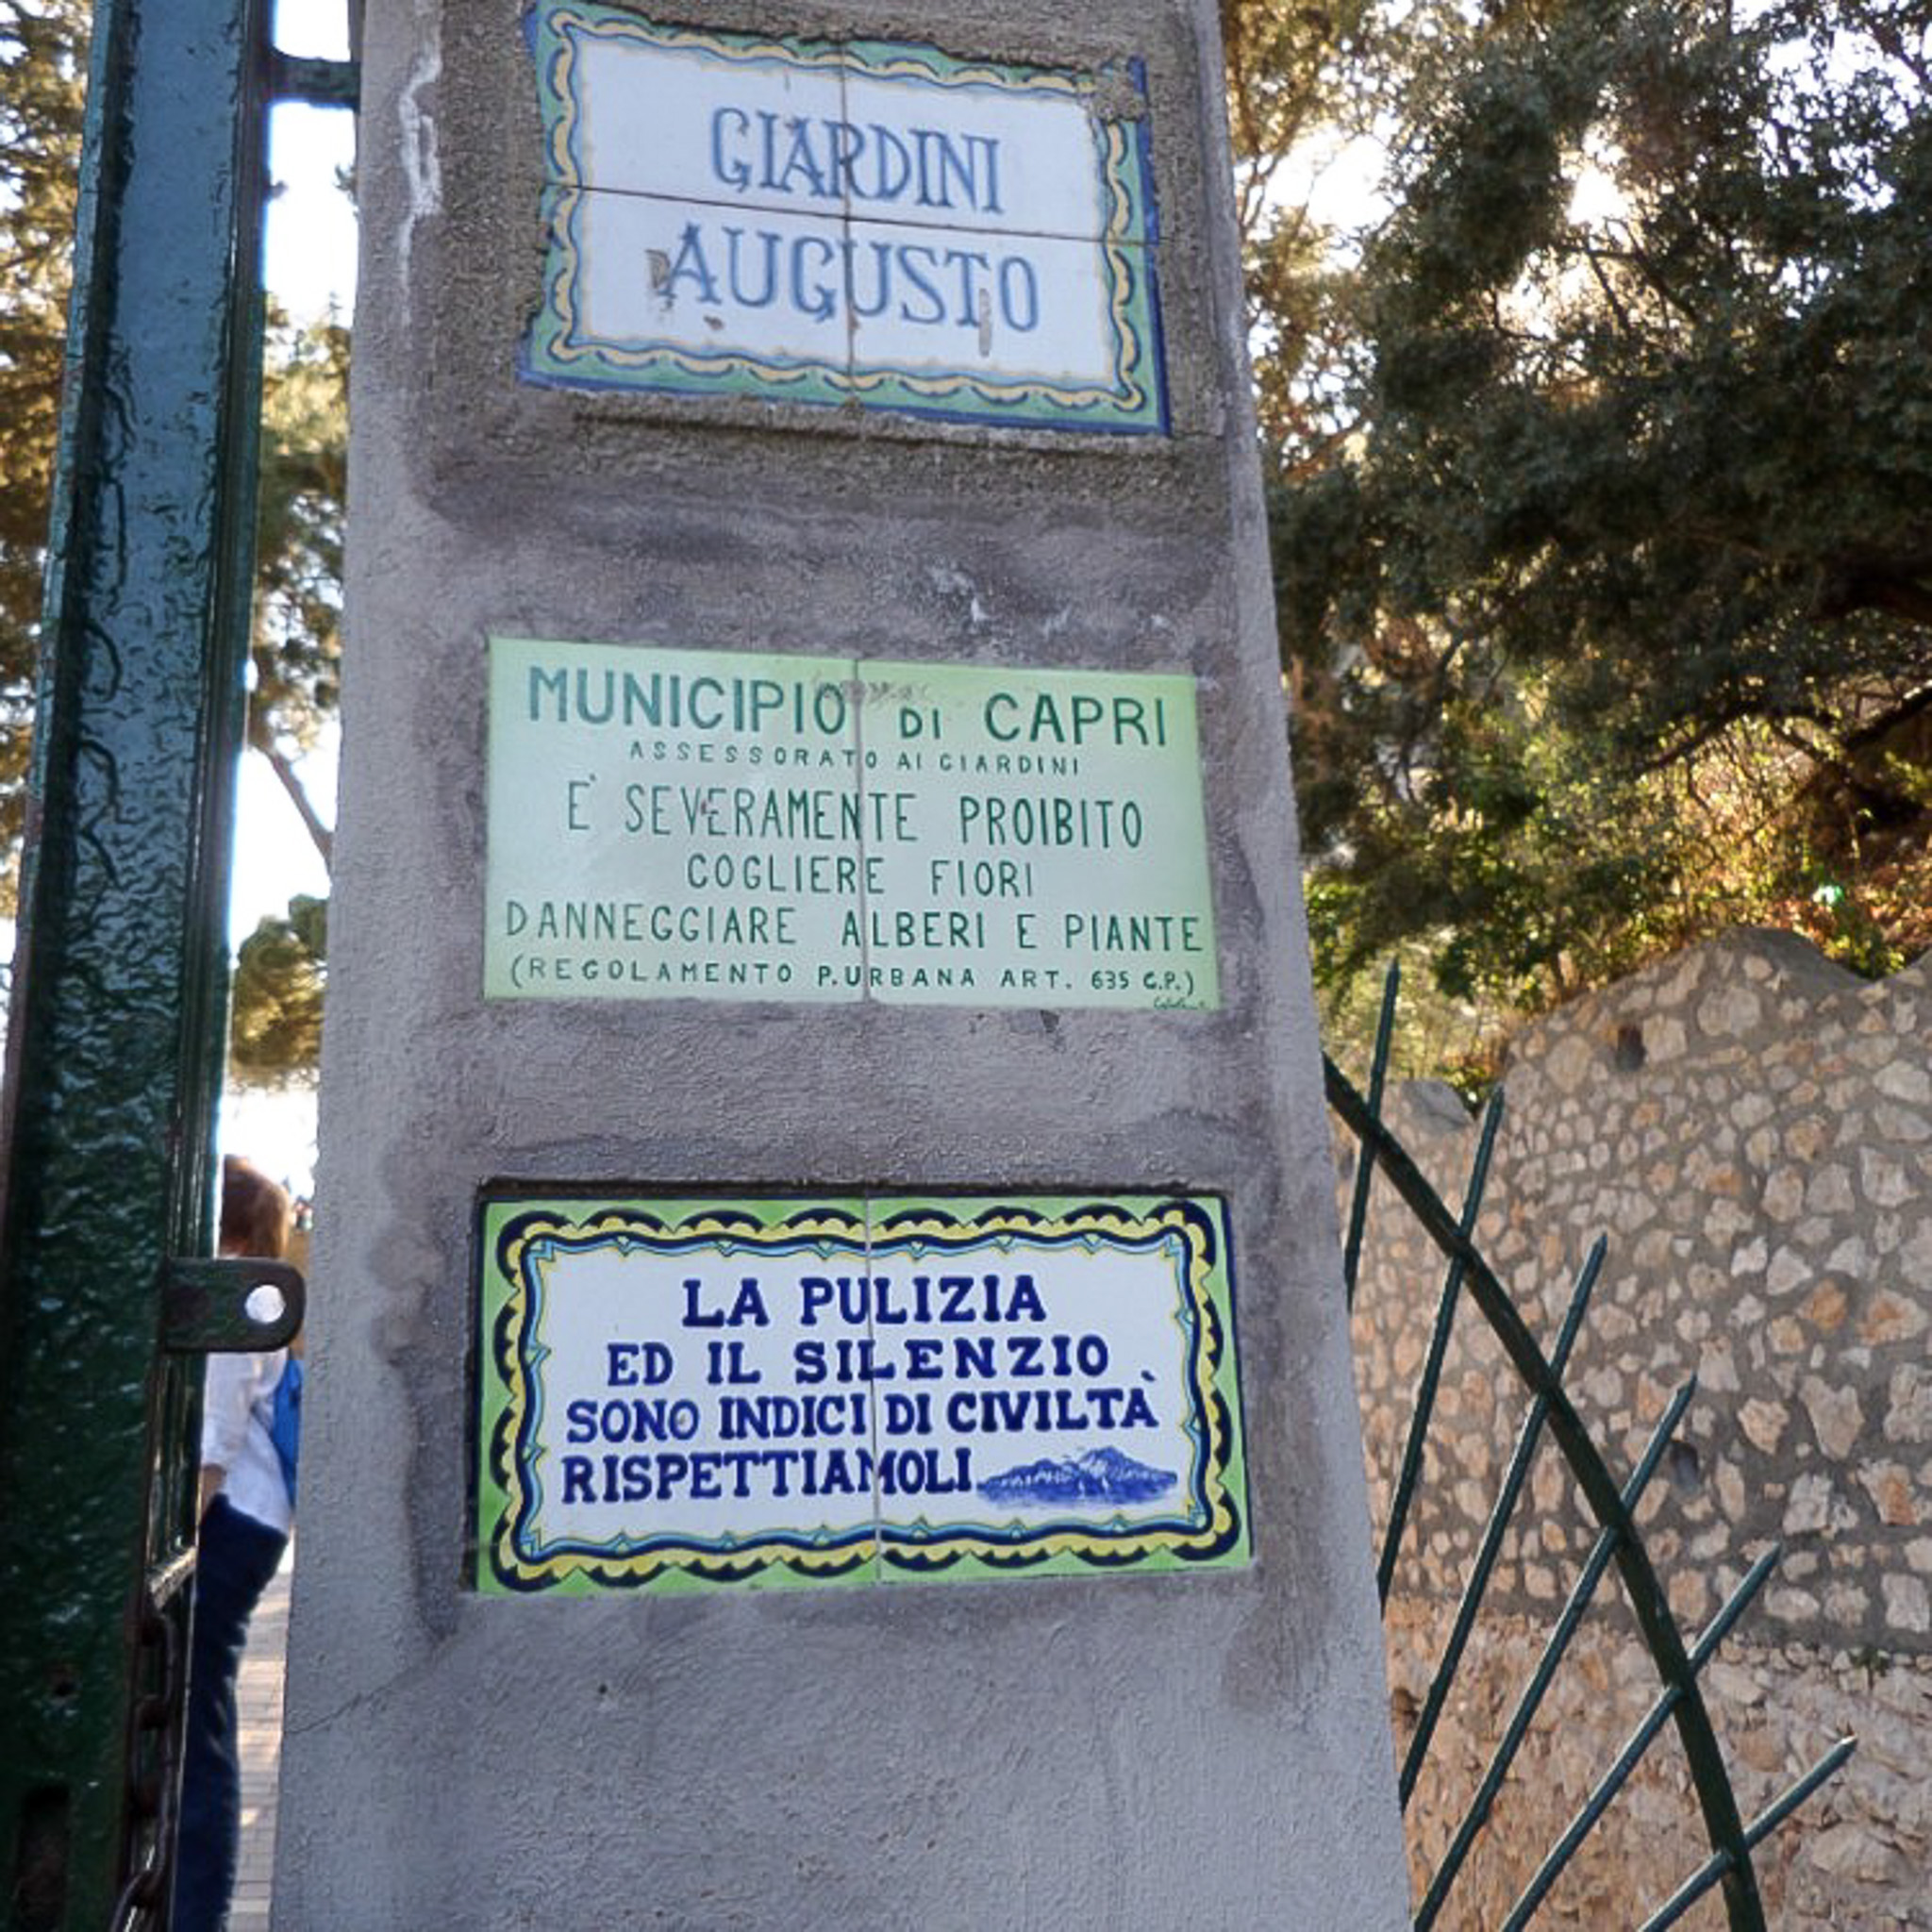 GIARDINI
AUGUSTO
MUNICIPIO DI CAPRI
ASSESSORATO AI GIARDINI
È SEVERAMENTE PROIBITO
COGLIERE FIORI
DANNEGGIARE ALBERI E PIANTE
(REGOLAMENTO P.URBANA ART. 635 C.P.)
LA PULIZIA
ED IL SILENZIO
SONO INDICI DI CIVILTÀ
RISPETTIAMOLI